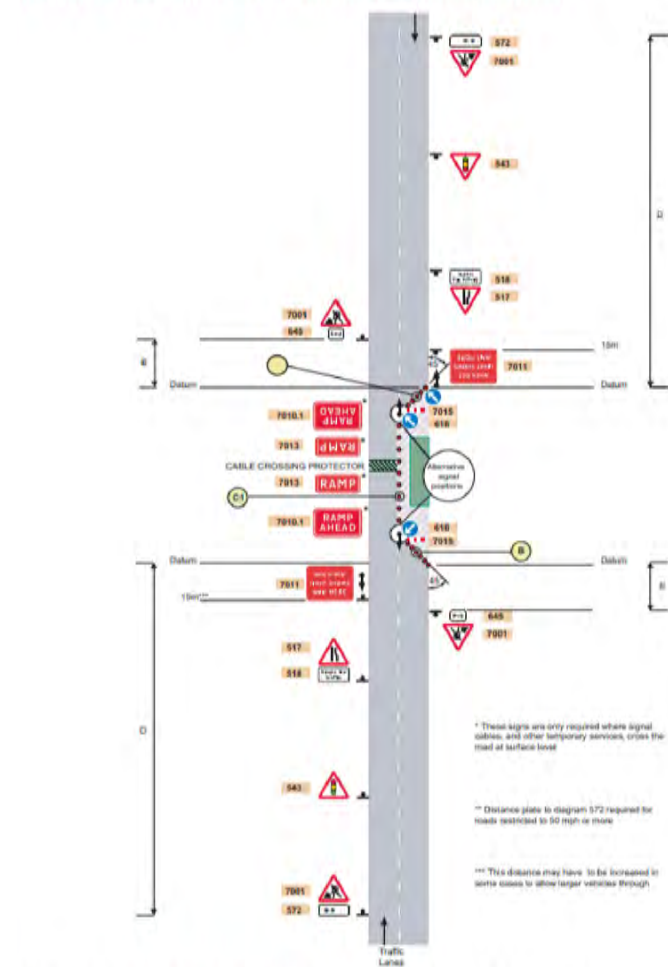 572
7001
543
518
517
7001
645
15m
7011
Datum
Datum
RAMP
AHEAD
7010.1
7015
616
RAMP
7013
CABLE CROSSING PROTECTOR
Alternative
signal
positions
7013
RAMP
C1
7010.1
RAMP
AHEAD
616
7015
B
Datum
Datum
45
7011
15m***
645
7001
517
518
D
D
* These signs are only required where signal
cables, and other temporary services, cross the
road at surface level
543
** Distance plate to diagram 572 required for
roads restricted to 50 mph or more
*** This distance may have to be increased in
some cases to allow larger vehicles through
7001
572
Traffic
Lanes